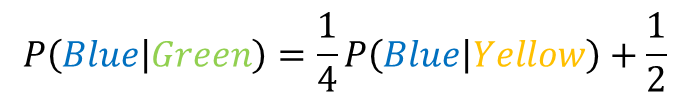 P(Blue|Green) = 1/4 P(Blue|Yellow) + 1/2